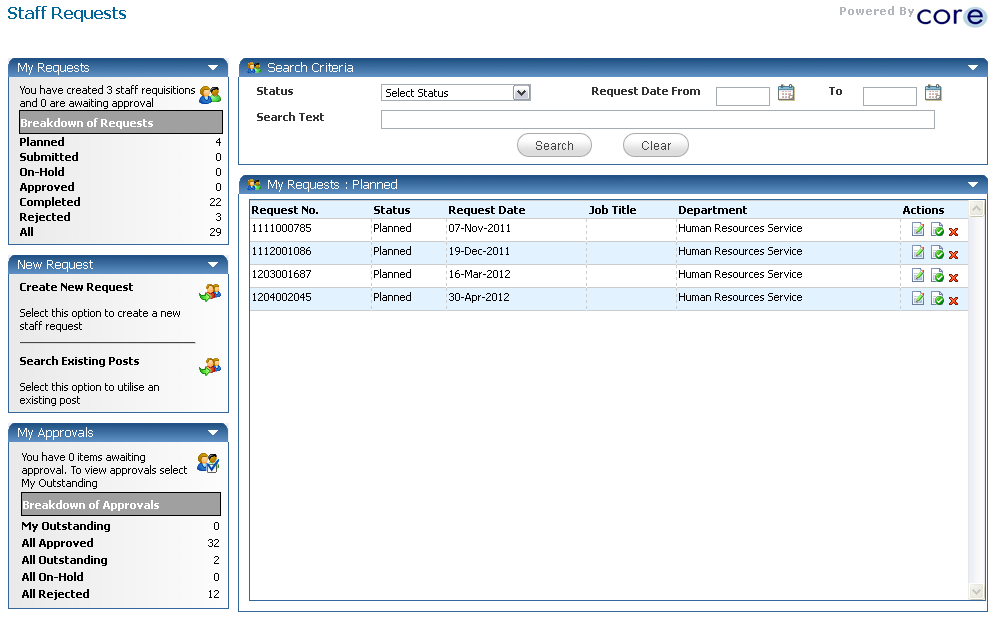 Staff Requests
Powered By core
My Requests
You have created 3 staff requisitions
and 0 are awaiting approval
Breakdown of Requests
Planned 4
Submitted 0
On-Hold 0
Approved 0
Completed 22
Rejected 3
All 29
New Request
Create New Request
Select this option to create a new
staff request
Search Existing Posts
Select this option to utilise an
existing post
My Approvals
You have 0 items awaiting
approval. To view approvals select
My Outstanding
Breakdown of Approvals
My Outstanding 0
All Approved 32
All Outstanding 2
All On-Hold 0
All Rejected 12
Search Criteria
Status Select Status Request Date From To
Search Text
Search Clear
My Requests : Planned
Request No. Status Request Date Job Title Department Actions
1111000785 Planned 07-Nov-2011 Human Resources Service
1112001086 Planned 19-Dec-2011 Human Resources Service
1203001687 Planned 16-Mar-2012 Human Resources Service
1204002045 Planned 30-Apr-2012 Human Resources Service